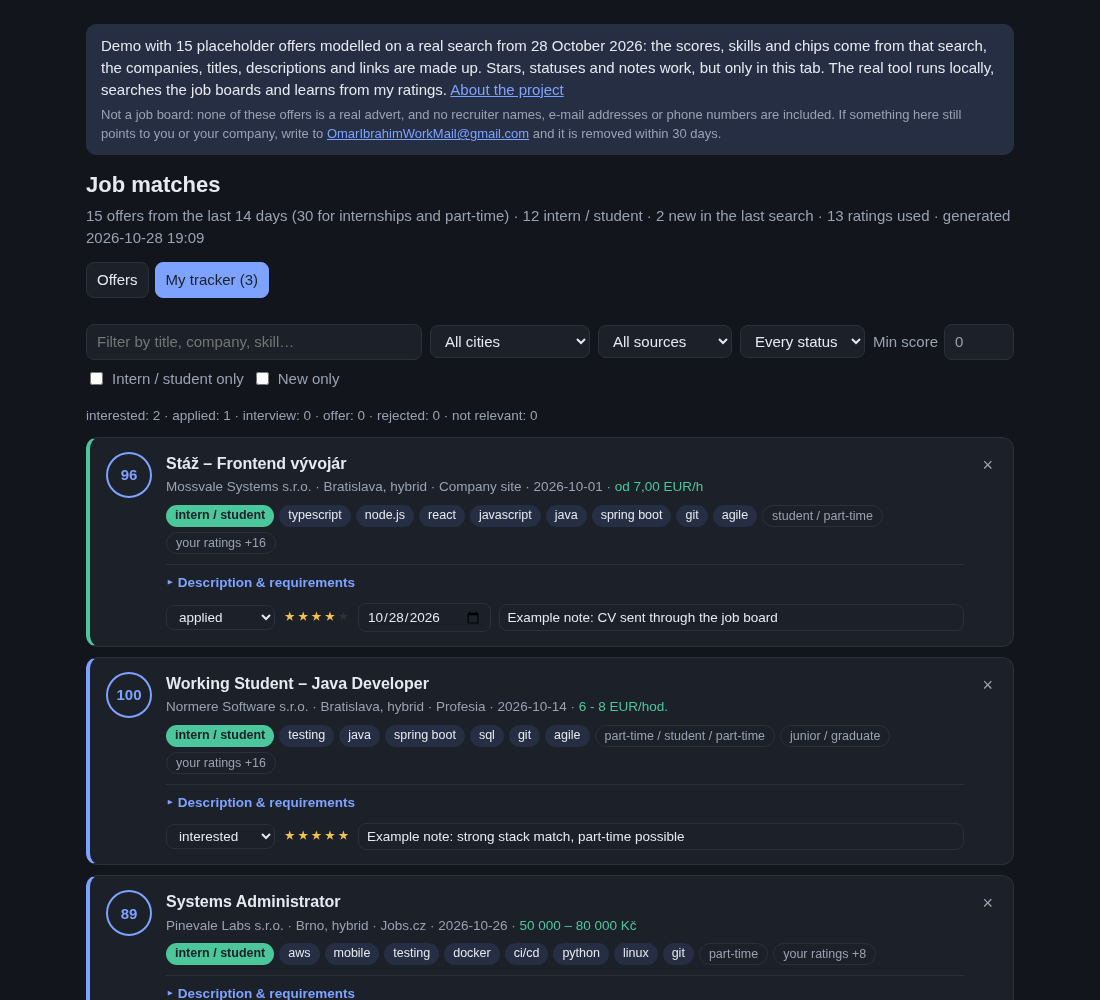 Demo with 15 placeholder offers modelled on a real search from 28 October 2026: the scores, skills and chips come from that search,
the companies, titles, descriptions and links are made up. Stars, statuses and notes work, but only in this tab. The real tool runs locally,
searches the job boards and learns from my ratings. About the project
Not a job board: none of these offers is a real advert, and no recruiter names, e-mail addresses or phone numbers are included. If something here still
points to you or your company, write to OmarIbrahimWorkMail@gmail.com and it is removed within 30 days.
Job matches
15 offers from the last 14 days (30 for internships and part-time) · 12 intern / student · 2 new in the last search · 13 ratings used · generated
2026-10-28 19:09
Offers My tracker (3)
Filter by title, company, skill… All cities All sources Every status Min score 0
Intern / student only New only
interested: 2 · applied: 1 · interview: 0 · offer: 0 · rejected: 0 · not relevant: 0
96 Stáž – Frontend vývojár ×
Mossvale Systems s.r.o. · Bratislava, hybrid · Company site · 2026-10-01 · od 7,00 EUR/h
intern / student typescript node.js react javascript java spring boot git agile student / part-time
your ratings +16
▸ Description & requirements
applied ★★★★★ 10/28/2026 Example note: CV sent through the job board
100 Working Student – Java Developer ×
Normere Software s.r.o. · Bratislava, hybrid · Profesia · 2026-10-14 · 6 - 8 EUR/hod.
intern / student testing java spring boot sql git agile part-time / student / part-time junior / graduate
your ratings +16
▸ Description & requirements
interested ★★★★★ Example note: strong stack match, part-time possible
89 Systems Administrator ×
Pinevale Labs s.r.o. · Brno, hybrid · Jobs.cz · 2026-10-26 · 50 000 – 80 000 Kč
intern / student aws mobile testing docker ci/cd python linux git part-time your ratings +8
▸ Description & requirements